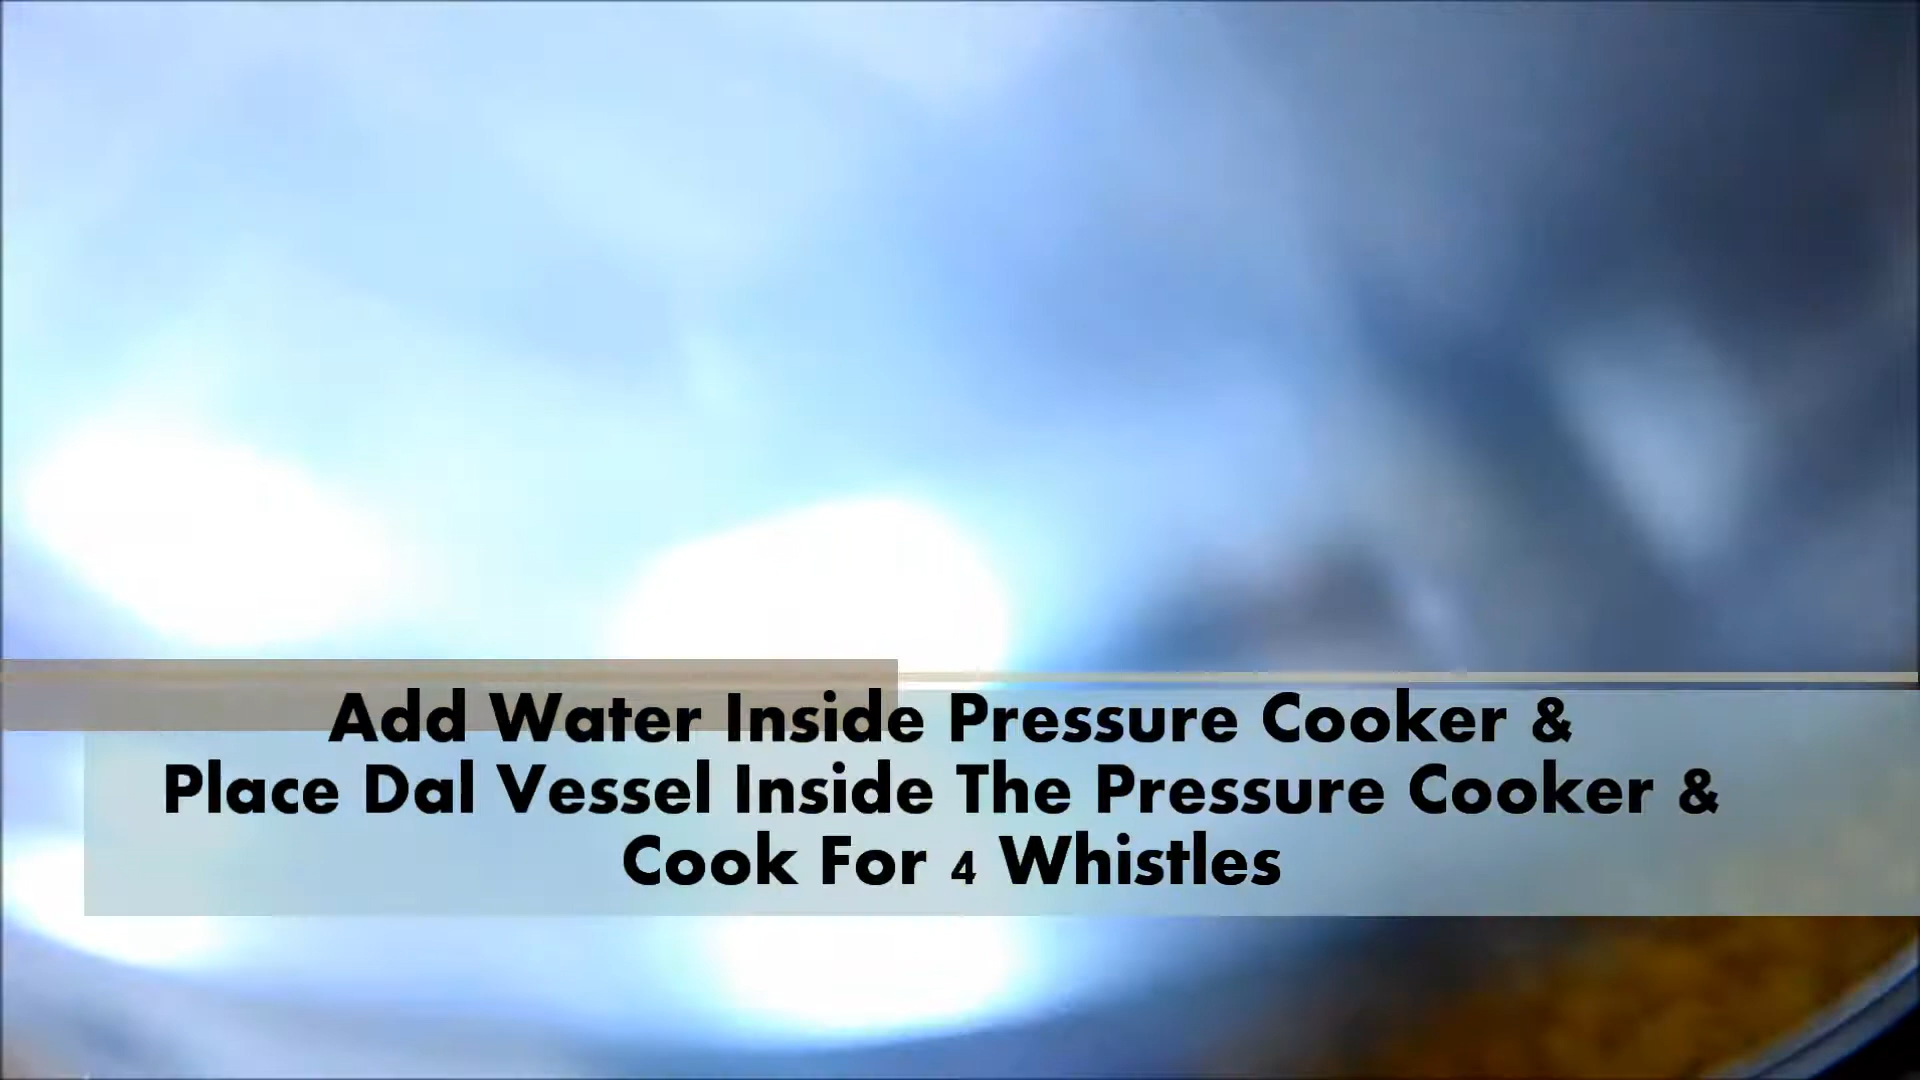 Add Water Inside Pressure Cooker &
Place Dal Vessel Inside The Pressure Cooker &
Cook For 4 Whistles